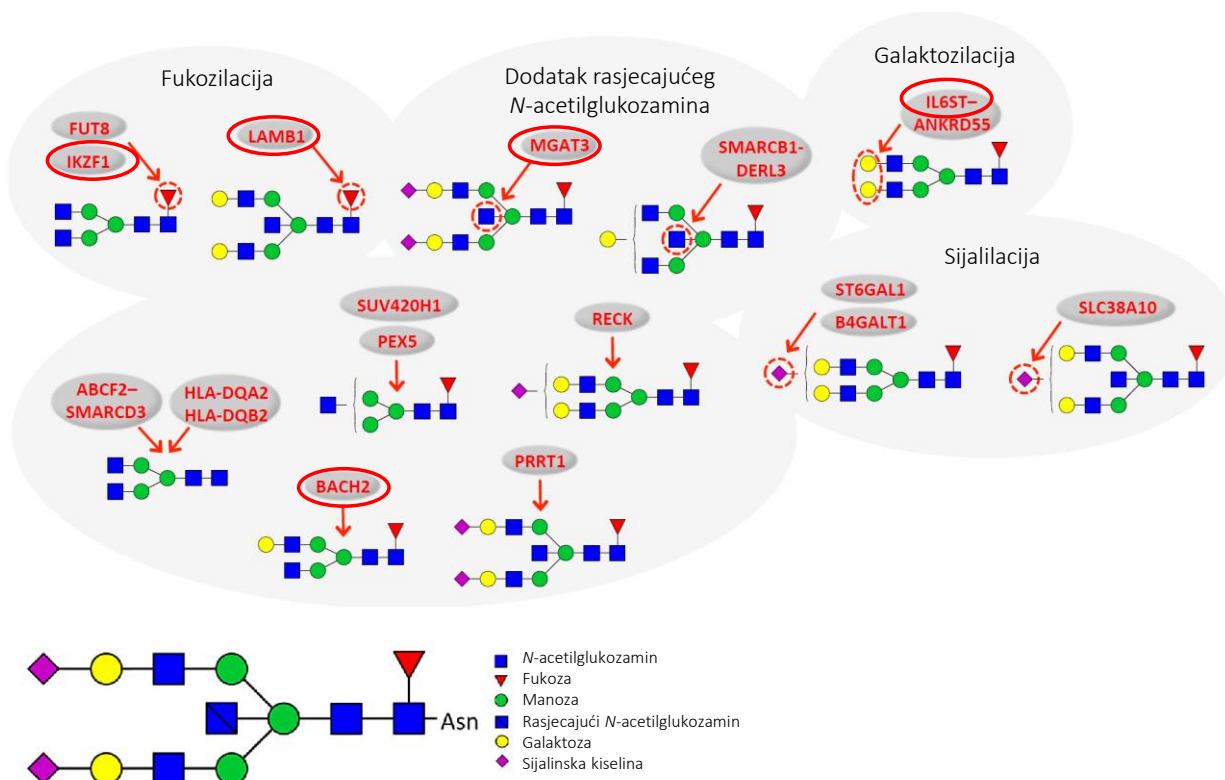 Fukozilacija
Dodatak rasjecajućeg
N-acetilglukozamina
Galaktozilacija
FUT8
IKZF1
LAMB1
MGAT3
SMARCB1-
DERL3
IL6ST–
ANKRD55
Sijalilacija
SUV420H1
PEX5
RECK
ST6GAL1
B4GALT1
SLC38A10
ABCF2–
SMARCD3
HLA-DQA2
HLA-DQB2
BACH2
PRRT1
Asn
N-acetilglukozamin
Fukoza
Manoza
Rasjecajući N-acetilglukozamin
Galaktoza
Sijalinska kiselina